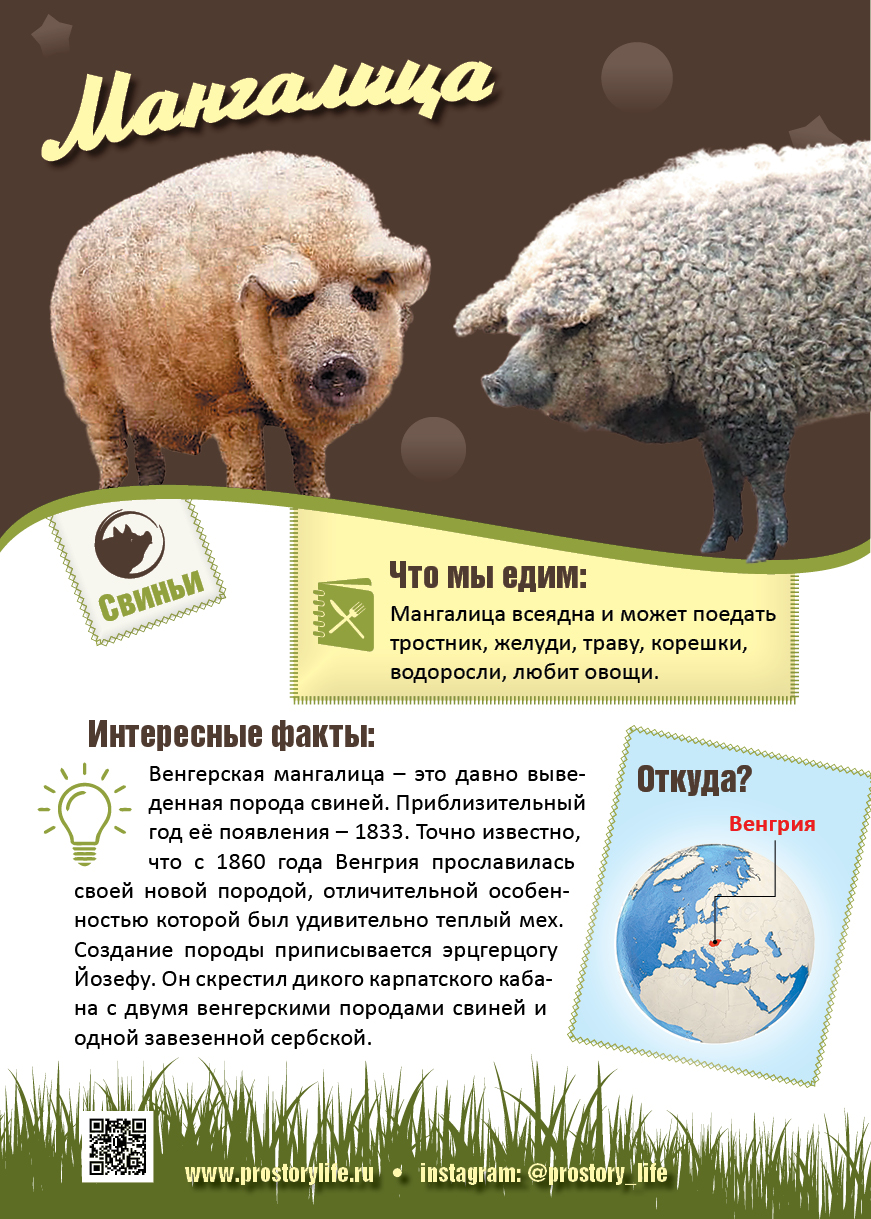 Мангалица
Свиньи
Что мы едим:
Мангалица всеядна и может поедать
тростник, желуди, траву, корешки,
водоросли, любит овощи.
Интересные факты:
Венгерская мангалица – это давно выве-
денная порода свиней. Приблизительный
год её появления – 1833. Точно известно,
что с 1860 года Венгрия прославилась
своей новой породой, отличительной особен-
ностью которой был удивительно теплый мех.
Создание породы приписывается эрцгерцогу
Йозефу. Он скрестил дикого карпатского каба-
на с двумя венгерскими породами свиней и
одной завезенной сербской.
Откуда?
Венгрия
www.prostorylife.ru • instagram: @prostory_life